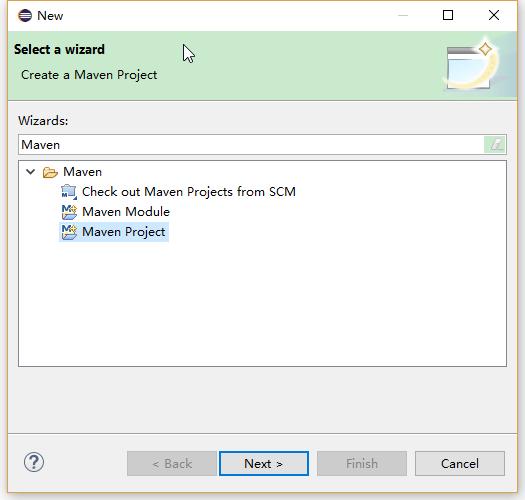 New
Select a wizard
Create a Maven Project
Wizards:
Maven
Maven
Check out Maven Projects from SCM
Maven Module
Maven Project
< Back
Next >
Finish
Cancel